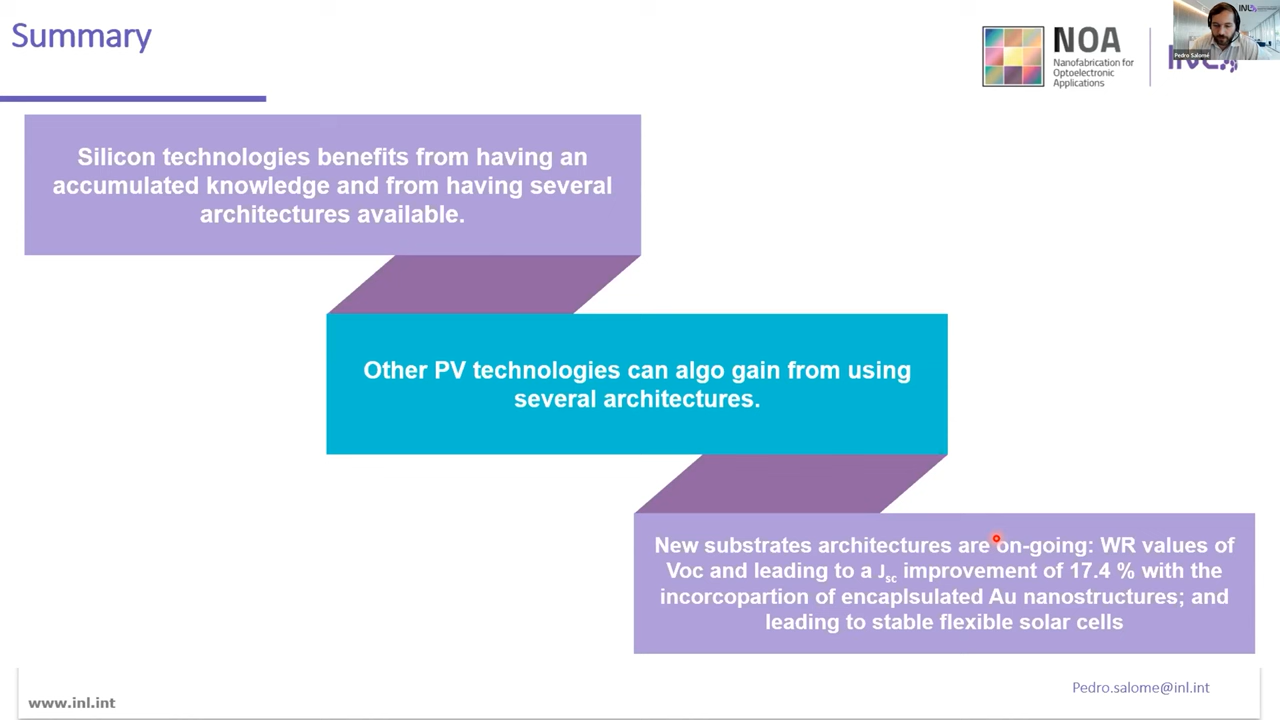 Summary
NOA
Nanofabrication for
Optoelectronic
Applications
INL
Pedro Salomé
Silicon technologies benefits from having an
accumulated knowledge and from having several
architectures available.
Other PV technologies can algo gain from using
several architectures.
New substrates architectures are on-going: WR values of
Voc and leading to a Jsc improvement of 17.4 % with the
incorcopartion of encaplsulated Au nanostructures; and
leading to stable flexible solar cells
www.inl.int
Pedro.salome@inl.int